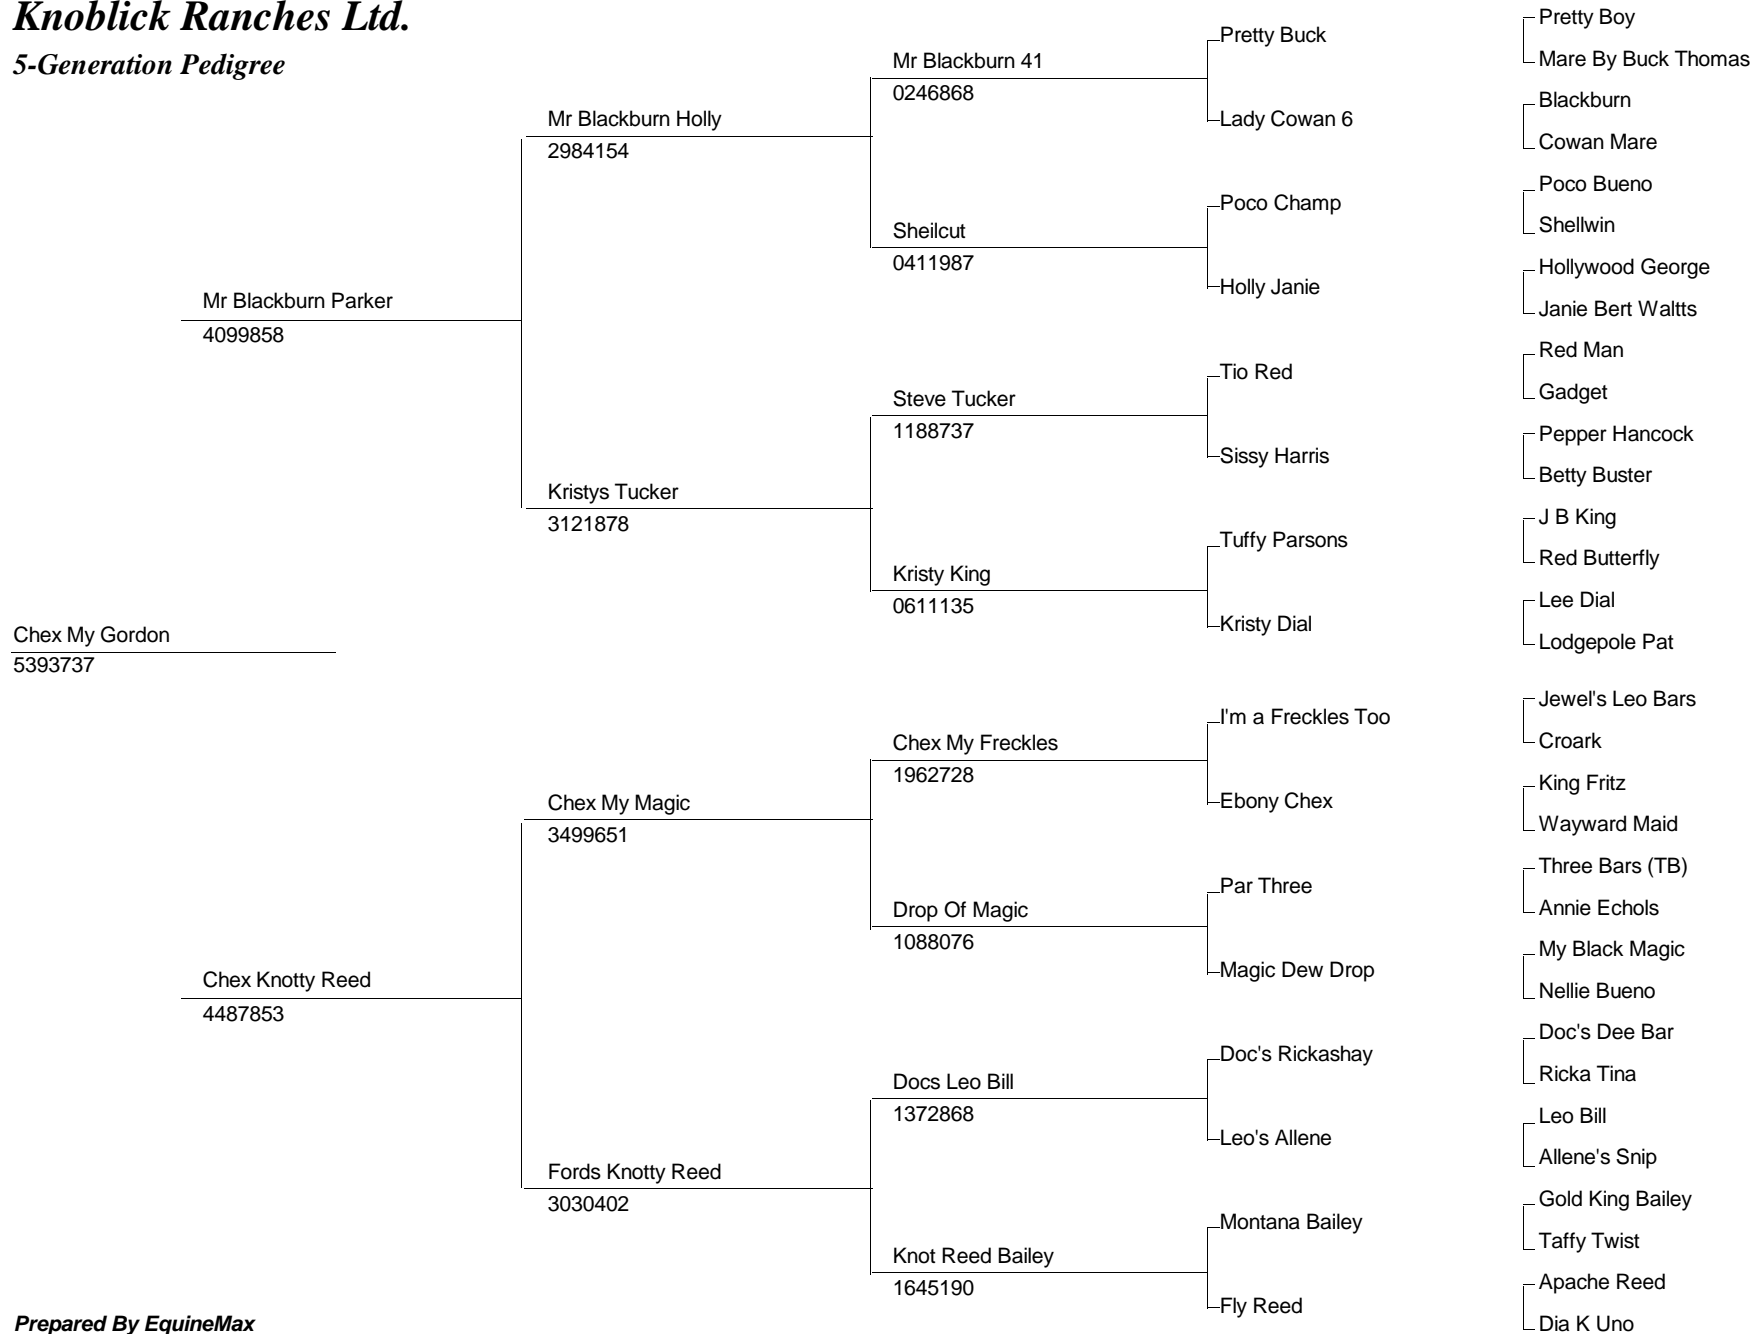 Knoblick Ranches Ltd.
5-Generation Pedigree
Chex My Gordon
5393737
Mr Blackburn Parker
4099858
Chex Knotty Reed
4487853
Mr Blackburn Holly
2984154
Kristys Tucker
3121878
Chex My Magic
3499651
Fords Knotty Reed
3030402
Mr Blackburn 41
0246868
Sheilcut
0411987
Steve Tucker
1188737
Kristy King
0611135
Chex My Freckles
1962728
Drop Of Magic
1088076
Docs Leo Bill
1372868
Knot Reed Bailey
1645190
Pretty Buck
Lady Cowan 6
Poco Champ
Holly Janie
Tio Red
Sissy Harris
Tuffy Parsons
Kristy Dial
I'm a Freckles Too
Ebony Chex
Par Three
Magic Dew Drop
Doc's Rickashay
Leo's Allene
Montana Bailey
Fly Reed
Pretty Boy
Mare By Buck Thomas
Blackburn
Cowan Mare
Poco Bueno
Shellwin
Hollywood George
Janie Bert Waltts
Red Man
Gadget
Pepper Hancock
Betty Buster
J B King
Red Butterfly
Lee Dial
Lodgepole Pat
Jewel's Leo Bars
Croark
King Fritz
Wayward Maid
Three Bars (TB)
Annie Echols
My Black Magic
Nellie Bueno
Doc's Dee Bar
Ricka Tina
Leo Bill
Allene's Snip
Gold King Bailey
Taffy Twist
Apache Reed
Dia K Uno
Prepared By EquineMax